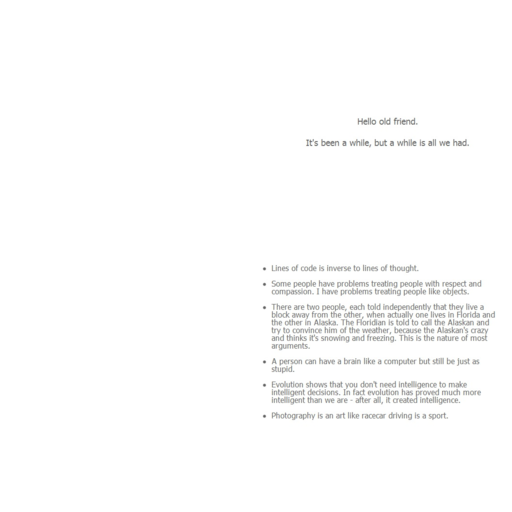 Hello old friend.
It's been a while, but a while is all we had.
• Lines of code is inverse to lines of thought.
• Some people have problems treating people with respect and
compassion. I have problems treating people like objects.
• There are two people, each told independently that they live a
block away from the other, when actually one lives in Florida and
the other in Alaska. The Floridian is told to call the Alaskan and
try to convince him of the weather, because the Alaskan's crazy
and thinks it's snowing and freezing. This is the nature of most
arguments.
• A person can have a brain like a computer but still be just as
stupid.
• Evolution shows that you don't need intelligence to make
intelligent decisions. In fact evolution has proved much more
intelligent than we are - after all, it created intelligence.
• Photography is an art like racecar driving is a sport.